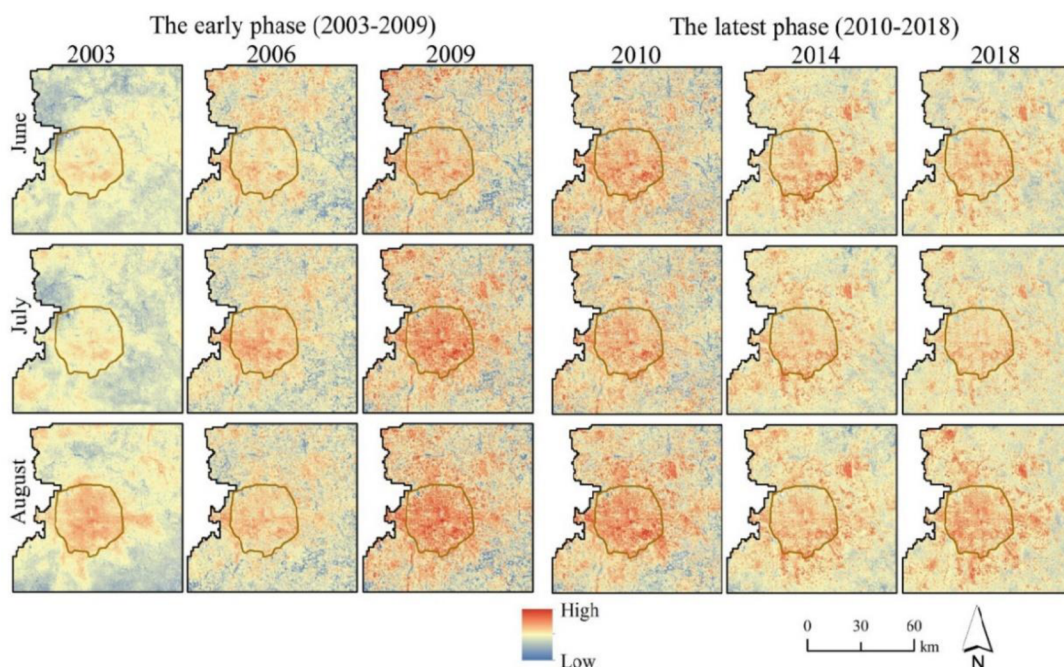 The early phase (2003-2009)
The latest phase (2010-2018)
2003
2006
2009
2010
2014
2018
June
July
August
High
Low
0 30 60
km
N